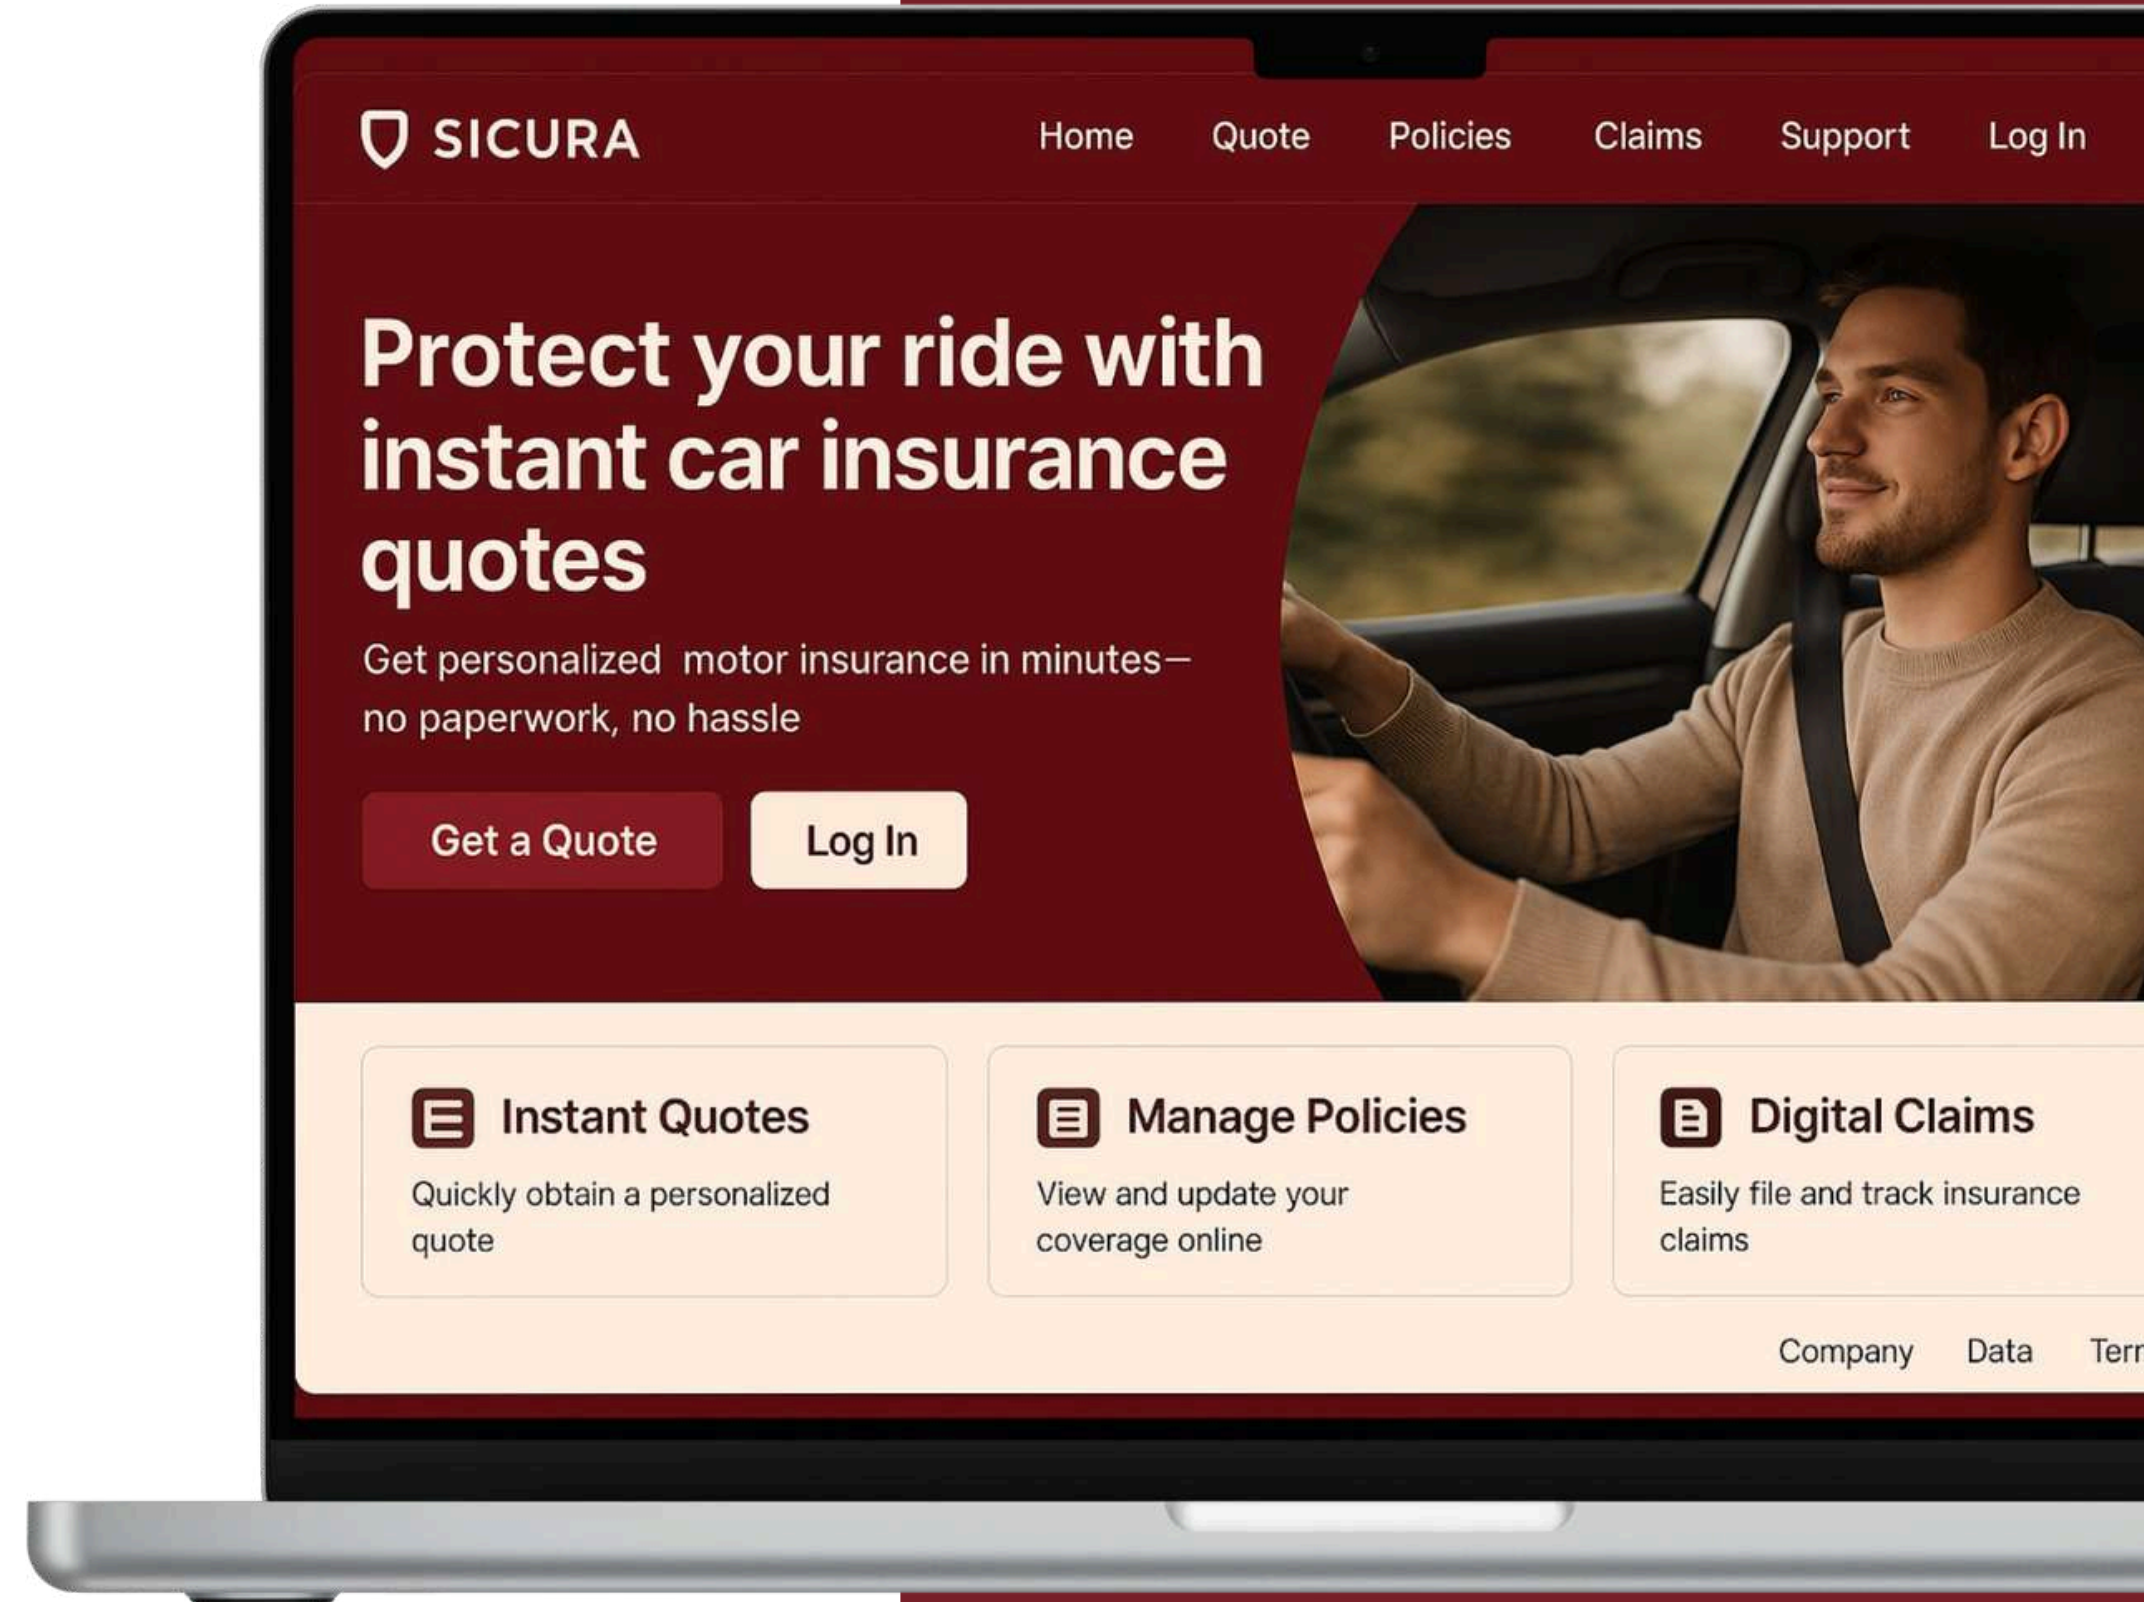 SICURA
Home Quote Policies Claims Support Log In
Protect your ride with
instant car insurance
quotes
Get personalized  motor insurance in minutes—
no paperwork, no hassle
Get a Quote Log In
Instant Quotes
Quickly obtain a personalized
quote
Manage Policies
View and update your
coverage online
Digital Claims
Easily file and track insurance
claims
Company Data